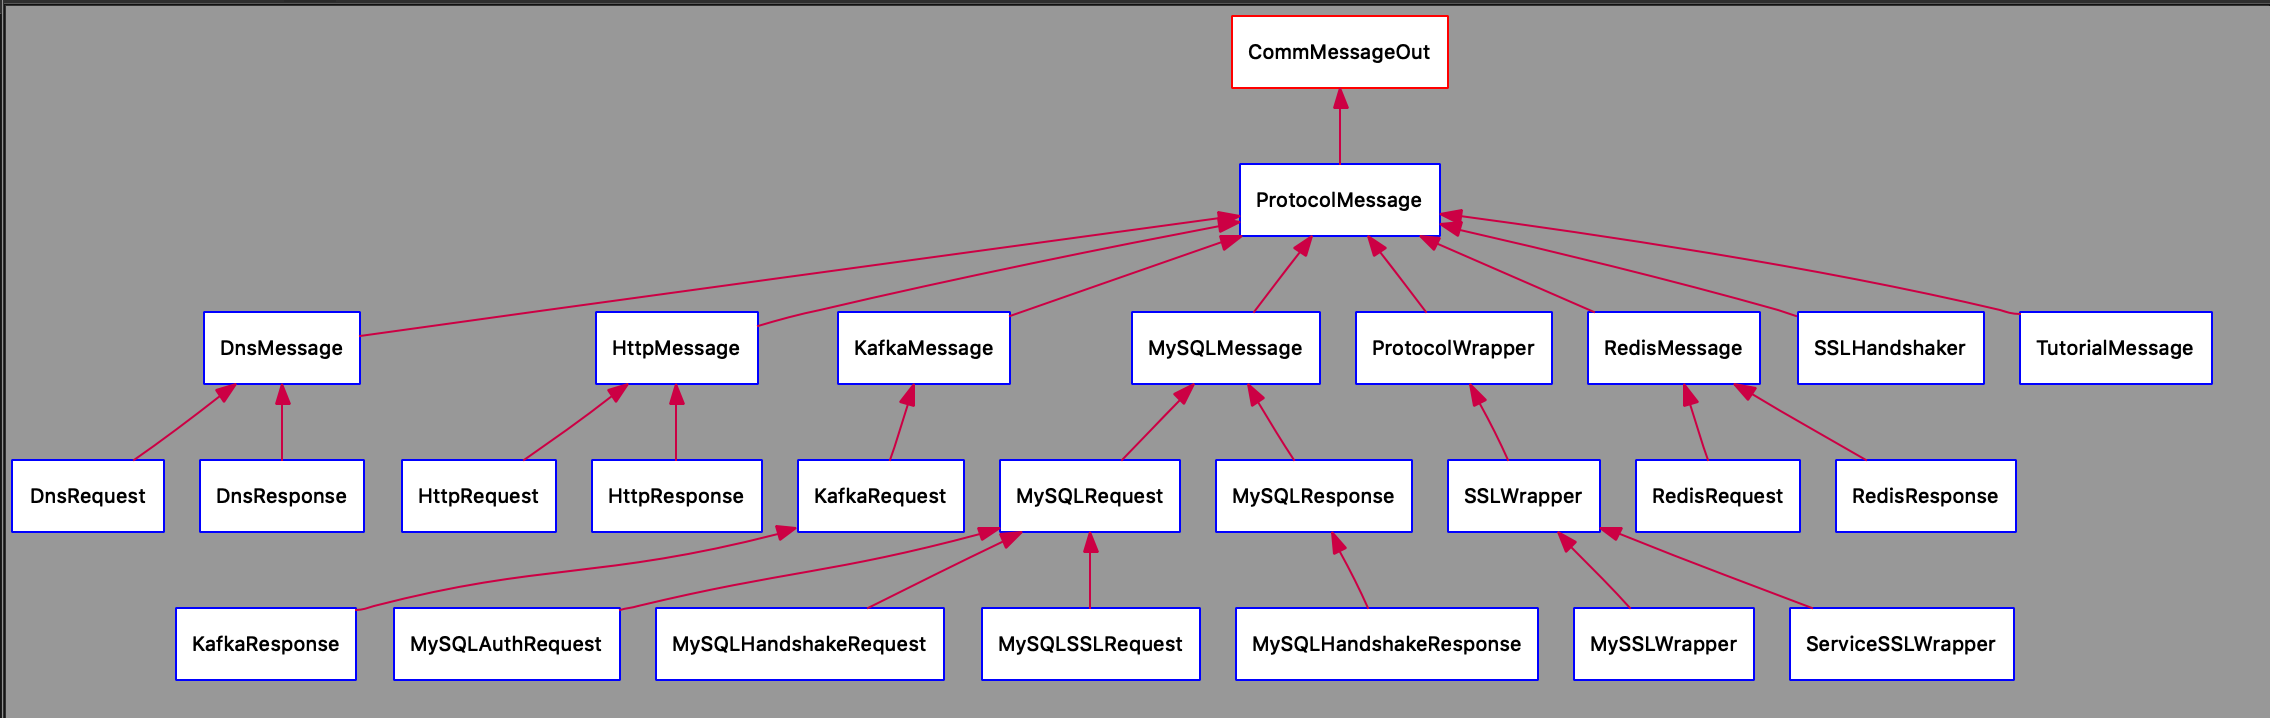 CommMessageOut
ProtocolMessage
DnsMessage
HttpMessage
KafkaMessage
MySQLMessage
ProtocolWrapper
RedisMessage
SSLHandshaker
TutorialMessage
DnsRequest
DnsResponse
HttpRequest
HttpResponse
KafkaRequest
MySQLRequest
MySQLResponse
SSLWrapper
RedisRequest
RedisResponse
KafkaResponse
MySQLAuthRequest
MySQLHandshakeRequest
MySQLSSLRequest
MySQLHandshakeResponse
MySSLWrapper
ServiceSSLWrapper